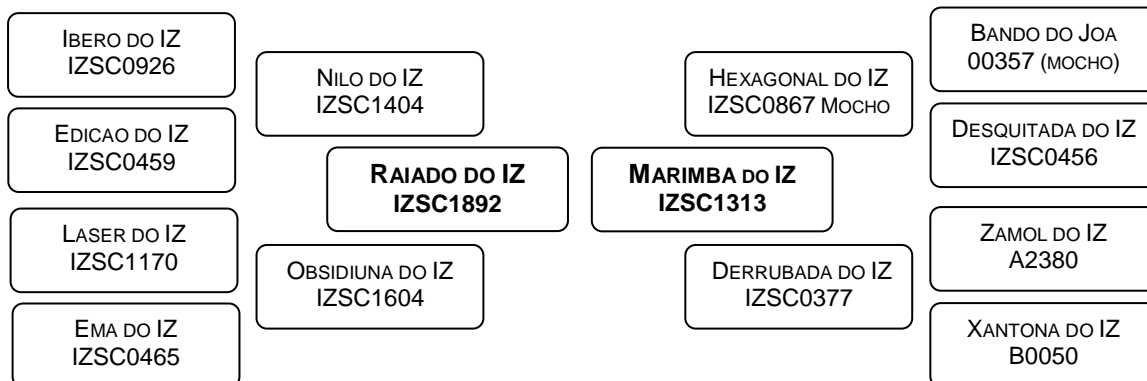 IBERO DO IZ
IZSC0926
NILO DO IZ
IZSC1404
EDICAO DO IZ
IZSC0459
RAIADO DO IZ
IZSC1892
LASER DO IZ
IZSC1170
OBSIDIUNA DO IZ
IZSC1604
EMA DO IZ
IZSC0465
BANDO DO JOA
00357 (MOCHO)
HEXAGONAL DO IZ
IZSC0867 MOCHO
DESQUITADA DO IZ
IZSC0456
MARIMBA DO IZ
IZSC1313
ZAMOL DO IZ
A2380
DERRUBADA DO IZ
IZSC0377
XANTONA DO IZ
B0050